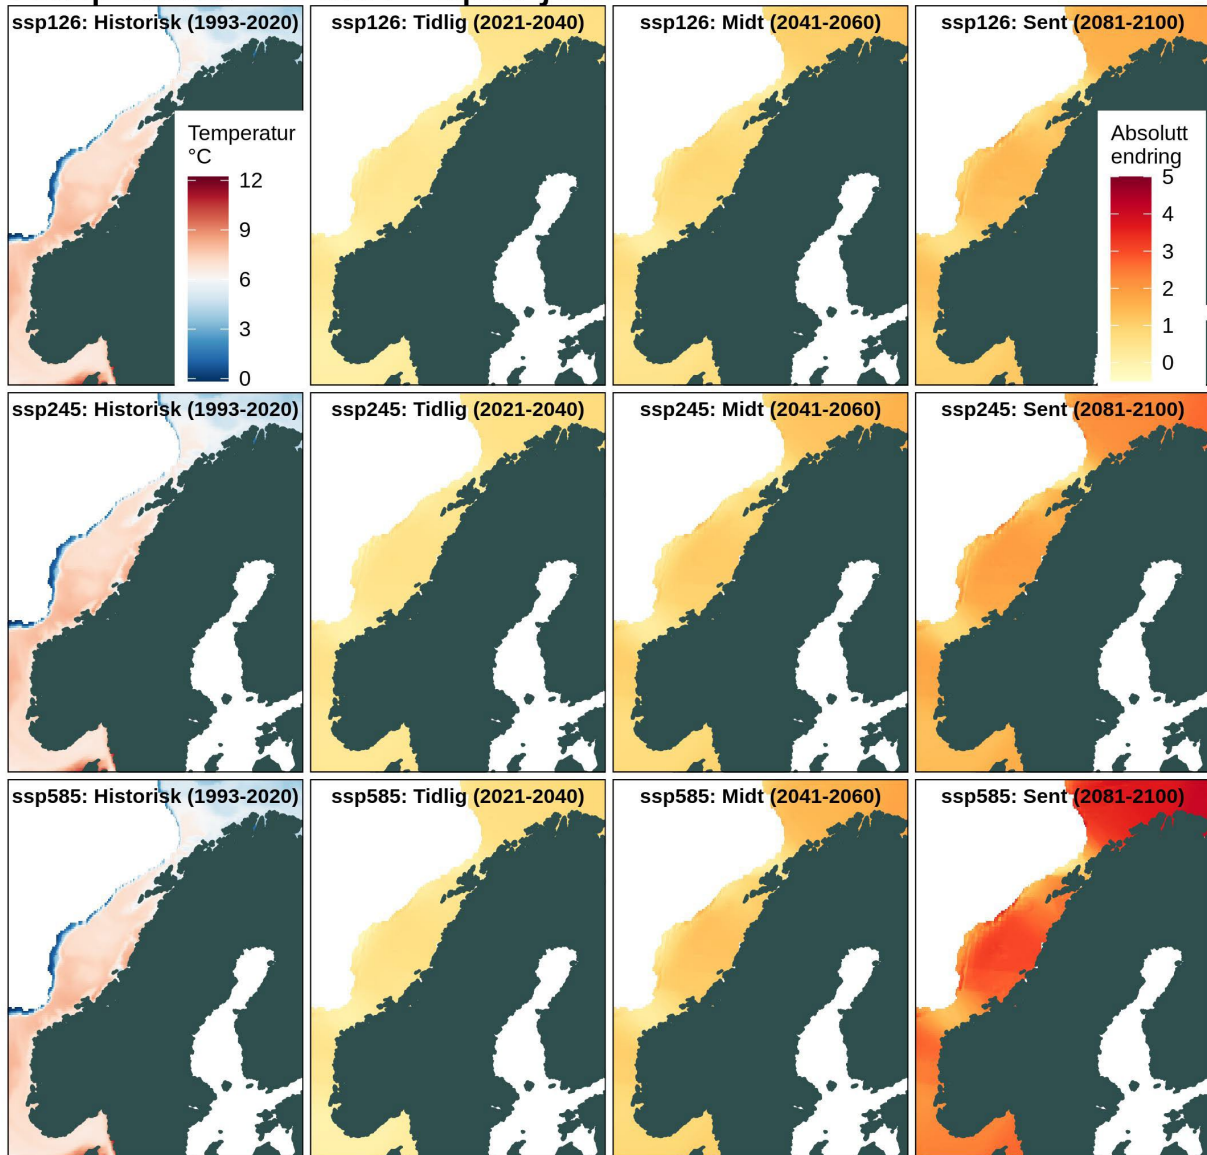 ssp126: Historisk (1993-2020)
ssp126: Tidlig (2021-2040)
ssp126: Midt (2041-2060)
ssp126: Sent (2081-2100)
Temperatur
°C
12
9
6
3
0
Absolutt
endring
5
4
3
2
1
0
ssp245: Historisk (1993-2020)
ssp245: Tidlig (2021-2040)
ssp245: Midt (2041-2060)
ssp245: Sent (2081-2100)
ssp585: Historisk (1993-2020)
ssp585: Tidlig (2021-2040)
ssp585: Midt (2041-2060)
ssp585: Sent (2081-2100)